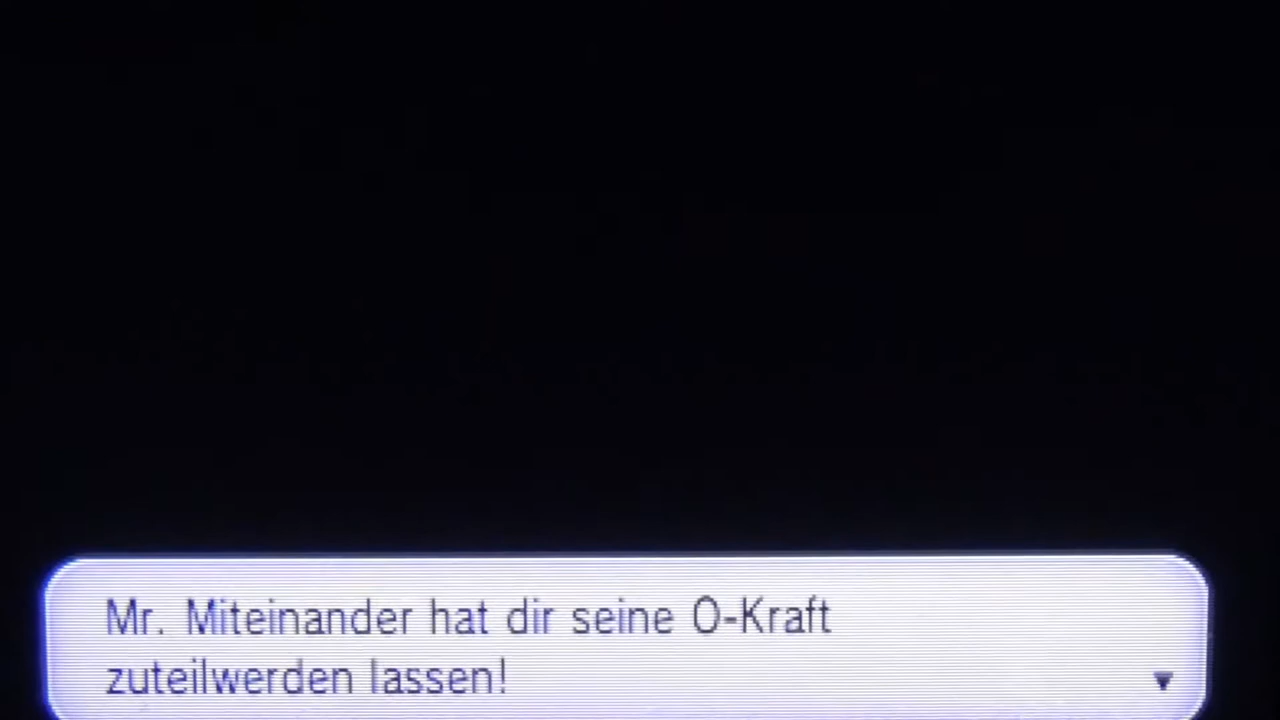 Mr. Miteinander hat dir seine O-Kraft
zuteilwerden lassen!